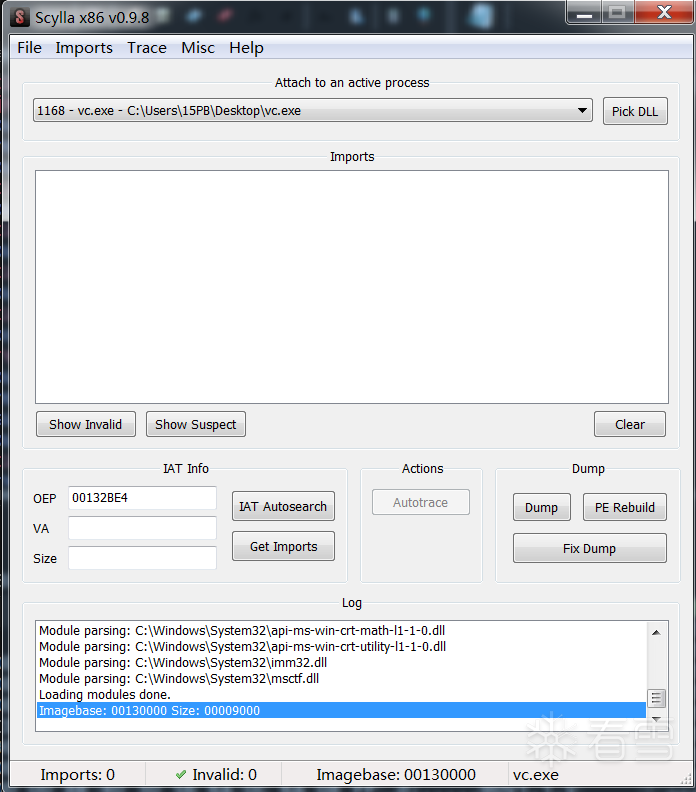 Scylla x86 v0.9.8
File Imports Trace Misc Help
Attach to an active process
1168 - vc.exe - C:\Users\15PB\Desktop\vc.exe
Pick DLL
Imports
Show Invalid Show Suspect Clear
IAT Info
OEP 00132BE4
IAT Autosearch
VA
Get Imports
Size
Actions
Autotrace
Dump
Dump PE Rebuild
Fix Dump
Log
Module parsing: C:\Windows\System32\api-ms-win-crt-math-l1-1-0.dll
Module parsing: C:\Windows\System32\api-ms-win-crt-utility-l1-1-0.dll
Module parsing: C:\Windows\System32\imm32.dll
Module parsing: C:\Windows\System32\msctf.dll
Loading modules done.
Imagebase: 00130000 Size: 00009000
看雪
Imports: 0 Invalid: 0 Imagebase: 00130000 vc.exe